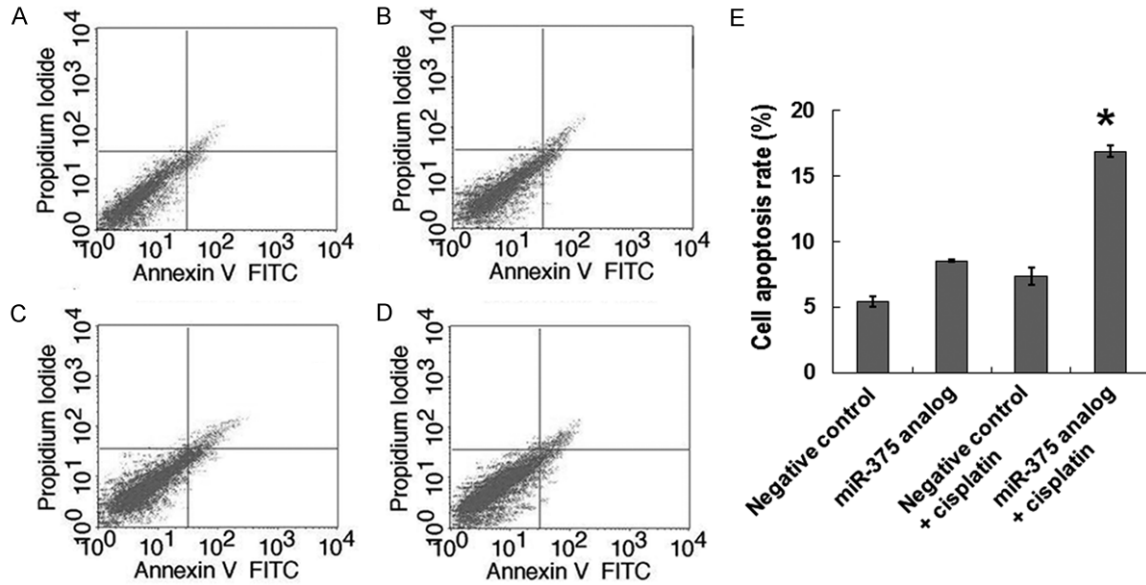 A
Propidium Iodide
10^4
10^3
10^2
10^1
10^0
10^0 10^1 10^2 10^3 10^4
Annexin V FITC
B
Propidium Iodide
10^4
10^3
10^2
10^1
10^0
10^0 10^1 10^2 10^3 10^4
Annexin V FITC
C
Propidium Iodide
10^4
10^3
10^2
10^1
10^0
10^0 10^1 10^2 10^3 10^4
Annexin V FITC
D
Propidium Iodide
10^4
10^3
10^2
10^1
10^0
10^0 10^1 10^2 10^3 10^4
Annexin V FITC
E
Cell apoptosis rate (%)
20
15
10
5
0
*
Negative control
miR-375 analog
Negative control
+ cisplatin
miR-375 analog
+ cisplatin